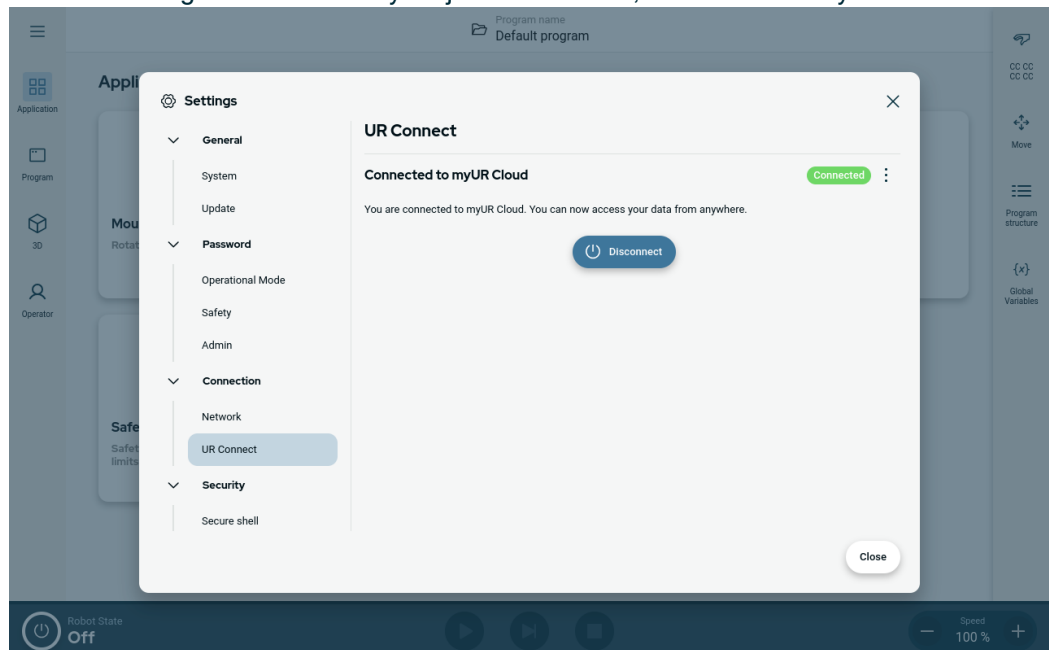 Program name
Default program
CC CC
CC CC
Application
Appli
Settings
UR Connect
General
System
Update
Connected to myUR Cloud
Connected
You are connected to myUR Cloud. You can now access your data from anywhere.
Disconnect
Move
Program
Mou
Rotat
Password
Program
structure
3D
Operational Mode
Safety
Admin
{x}
Global
Variables
Operator
Connection
Network
UR Connect
Safe
Safet
limits
Security
Secure shell
Close
Robot State
Off
Speed
100 %